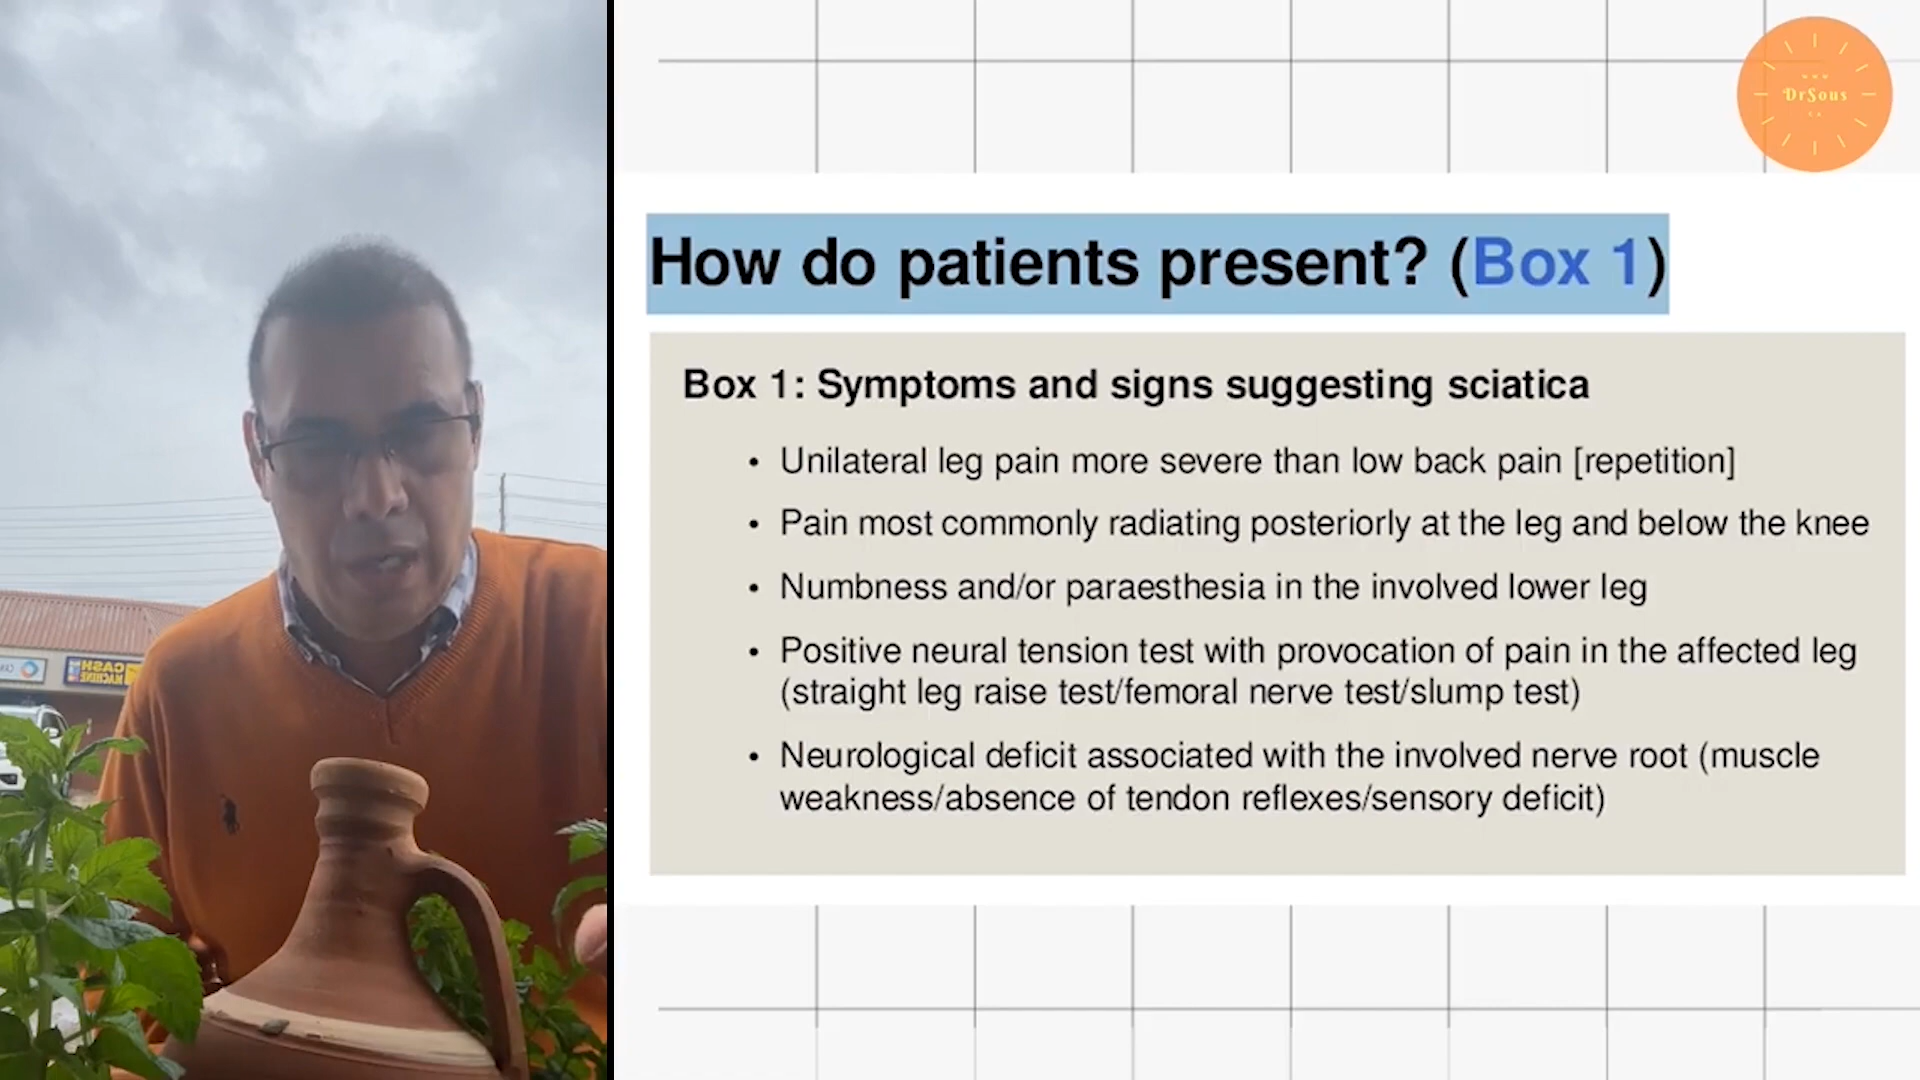 DrSous
How do patients present? (Box 1)
Box 1: Symptoms and signs suggesting sciatica
• Unilateral leg pain more severe than low back pain [repetition]
• Pain most commonly radiating posteriorly at the leg and below the knee
• Numbness and/or paraesthesia in the involved lower leg
• Positive neural tension test with provocation of pain in the affected leg
(straight leg raise test/femoral nerve test/slump test)
• Neurological deficit associated with the involved nerve root (muscle
weakness/absence of tendon reflexes/sensory deficit)
CASH
MACHINE